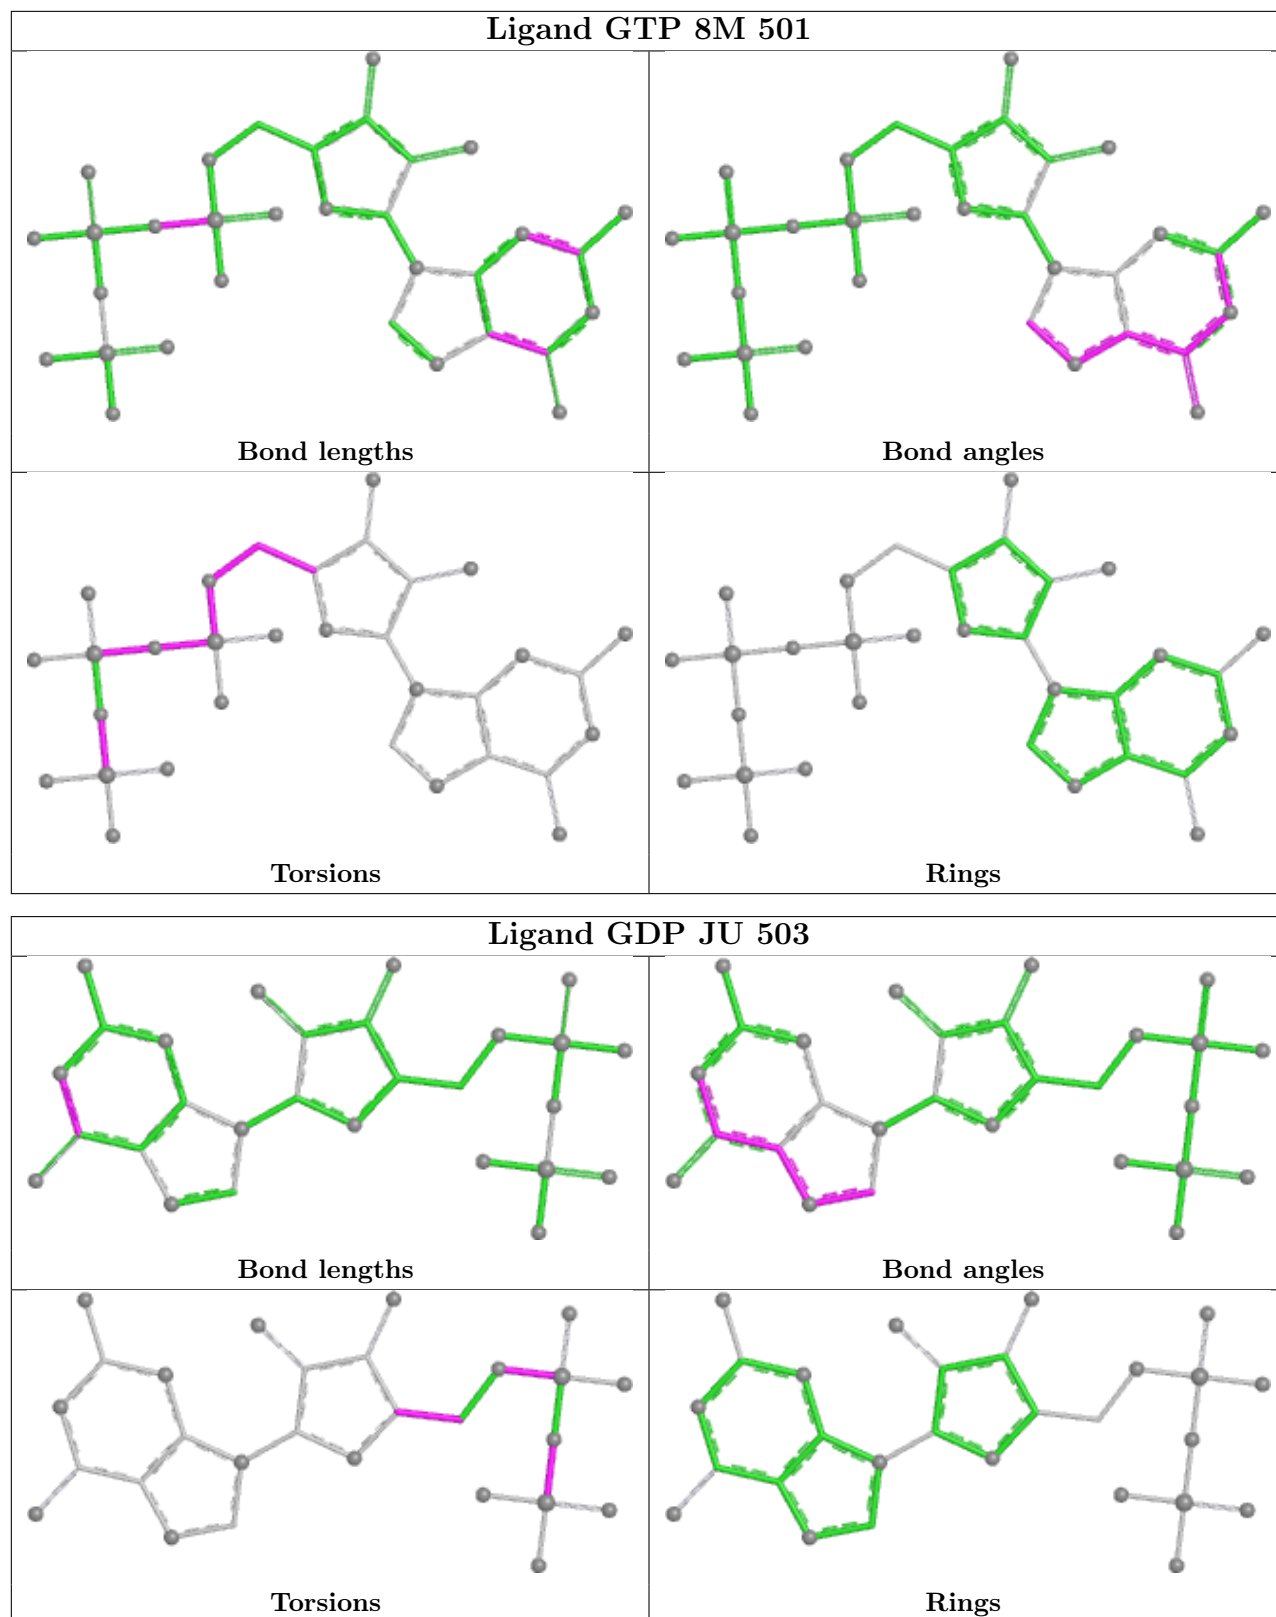 Ligand GTP 8M 501
Bond lengths
Bond angles
Torsions
Rings
Ligand GDP JU 503
Bond lengths
Bond angles
Torsions
Rings